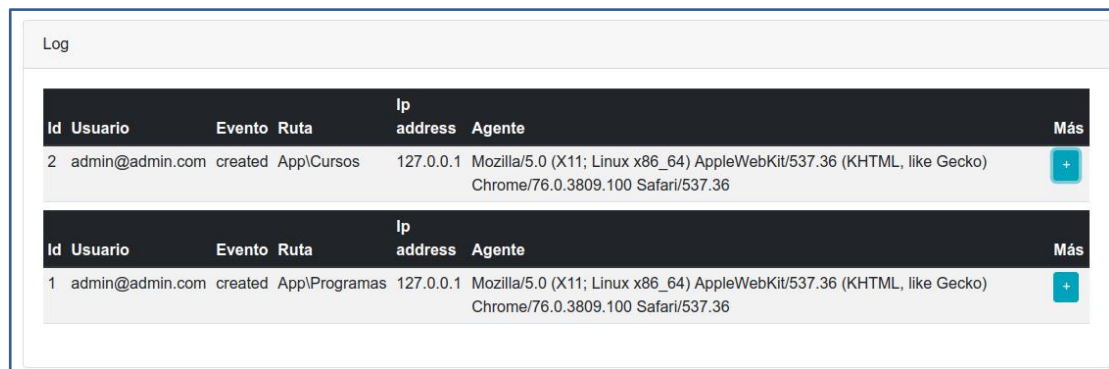 Log
Id Usuario Evento Ruta Ip address Agente Más
2 admin@admin.com created App\Cursos 127.0.0.1 Mozilla/5.0 (X11; Linux x86_64) AppleWebKit/537.36 (KHTML, like Gecko)
Chrome/76.0.3809.100 Safari/537.36 +
Id Usuario Evento Ruta Ip address Agente Más
1 admin@admin.com created App\Programas 127.0.0.1 Mozilla/5.0 (X11; Linux x86_64) AppleWebKit/537.36 (KHTML, like Gecko)
Chrome/76.0.3809.100 Safari/537.36 +